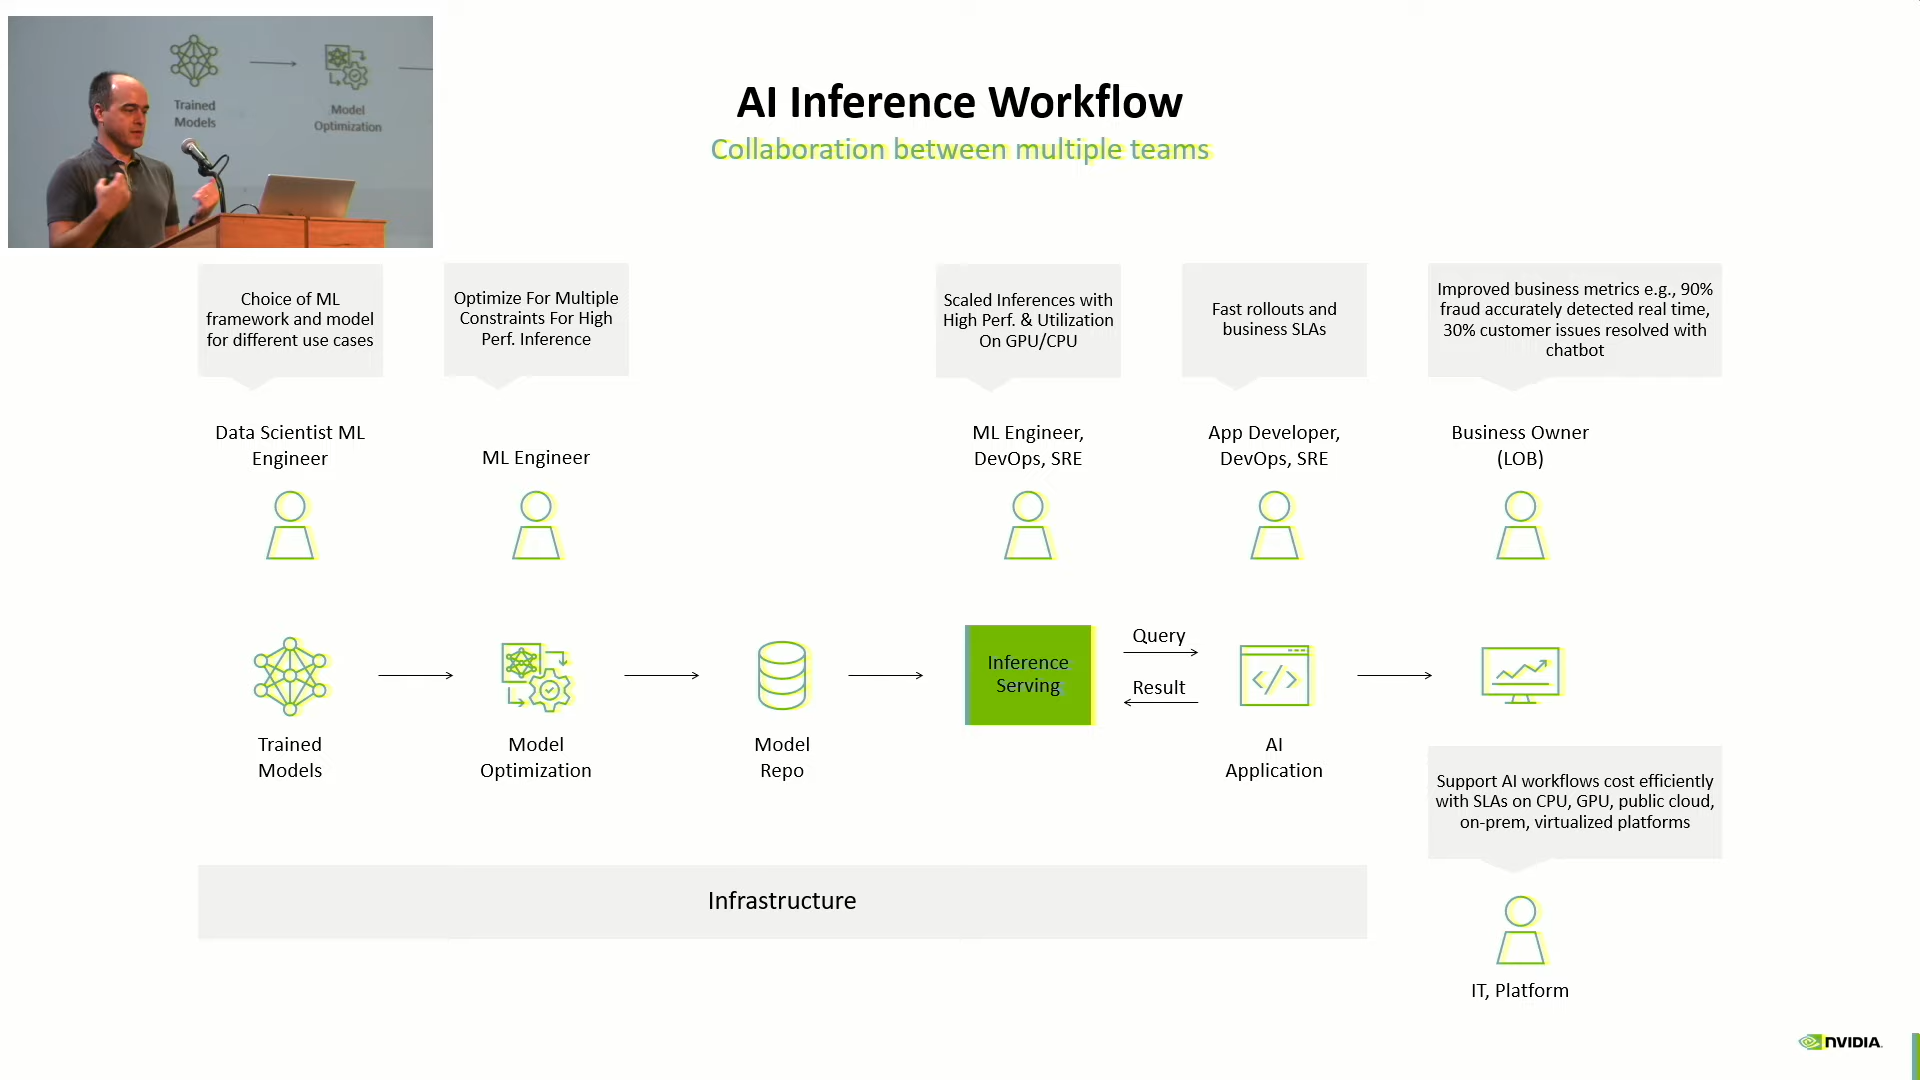 Trained
Models
Model
Optimization
AI Inference Workflow
Collaboration between multiple teams
Choice of ML
framework and model
for different use cases
Optimize For Multiple
Constraints For High
Perf. Inference
Scaled Inferences with
High Perf. & Utilization
On GPU/CPU
Fast rollouts and
business SLAs
Improved business metrics e.g., 90%
fraud accurately detected real time,
30% customer issues resolved with
chatbot
Data Scientist ML
Engineer
ML Engineer
ML Engineer,
DevOps, SRE
App Developer,
DevOps, SRE
Business Owner
(LOB)
Inference
Serving
Query
Result
</>
Trained
Models
Model
Optimization
Model
Repo
AI
Application
Support AI workflows cost efficiently
with SLAs on CPU, GPU, public cloud,
on-prem, virtualized platforms
Infrastructure
IT, Platform
NVIDIA.